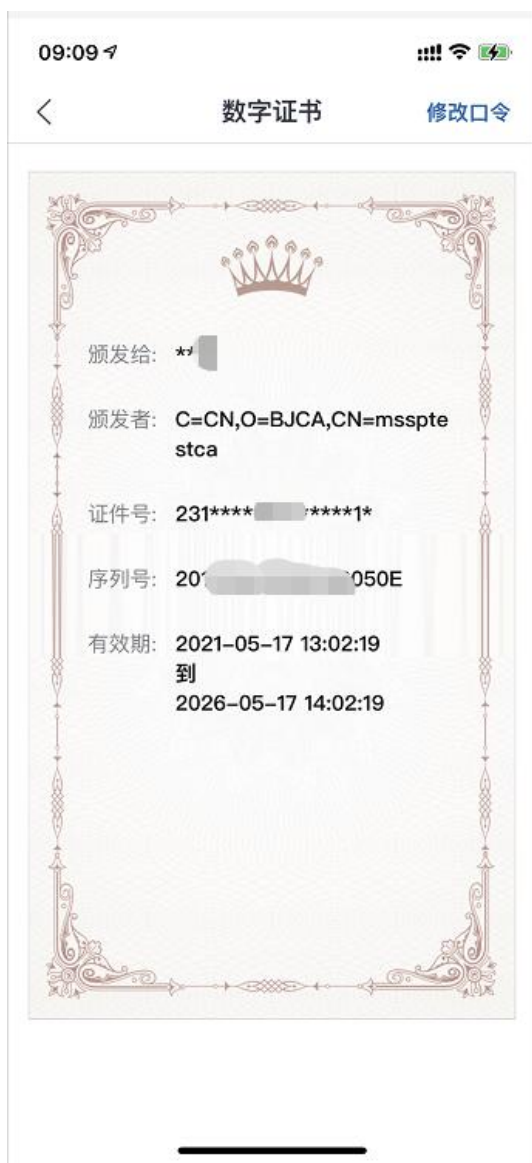 09:09
数字证书
修改口令
颁发给: **
颁发者: C=CN,O=BJCA,CN=msspte
stca
证件号: 231**** ****1*
序列号: 201 050E
有效期: 2021-05-17 13:02:19
到
2026-05-17 14:02:19